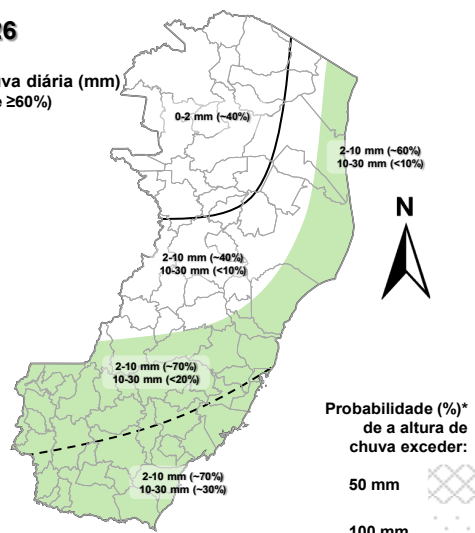 26
uva diária (mm)
e ≥60%)
0-2 mm (~40%)
2-10 mm (~60%)
10-30 mm (<10%)
N
2-10 mm (~40%)
10-30 mm (<10%)
2-10 mm (~70%)
10-30 mm (<20%)
Probabilidade (%)*
de a altura de
chuva exceder:
2-10 mm (~70%)
10-30 mm (~30%)
50 mm
100 mm